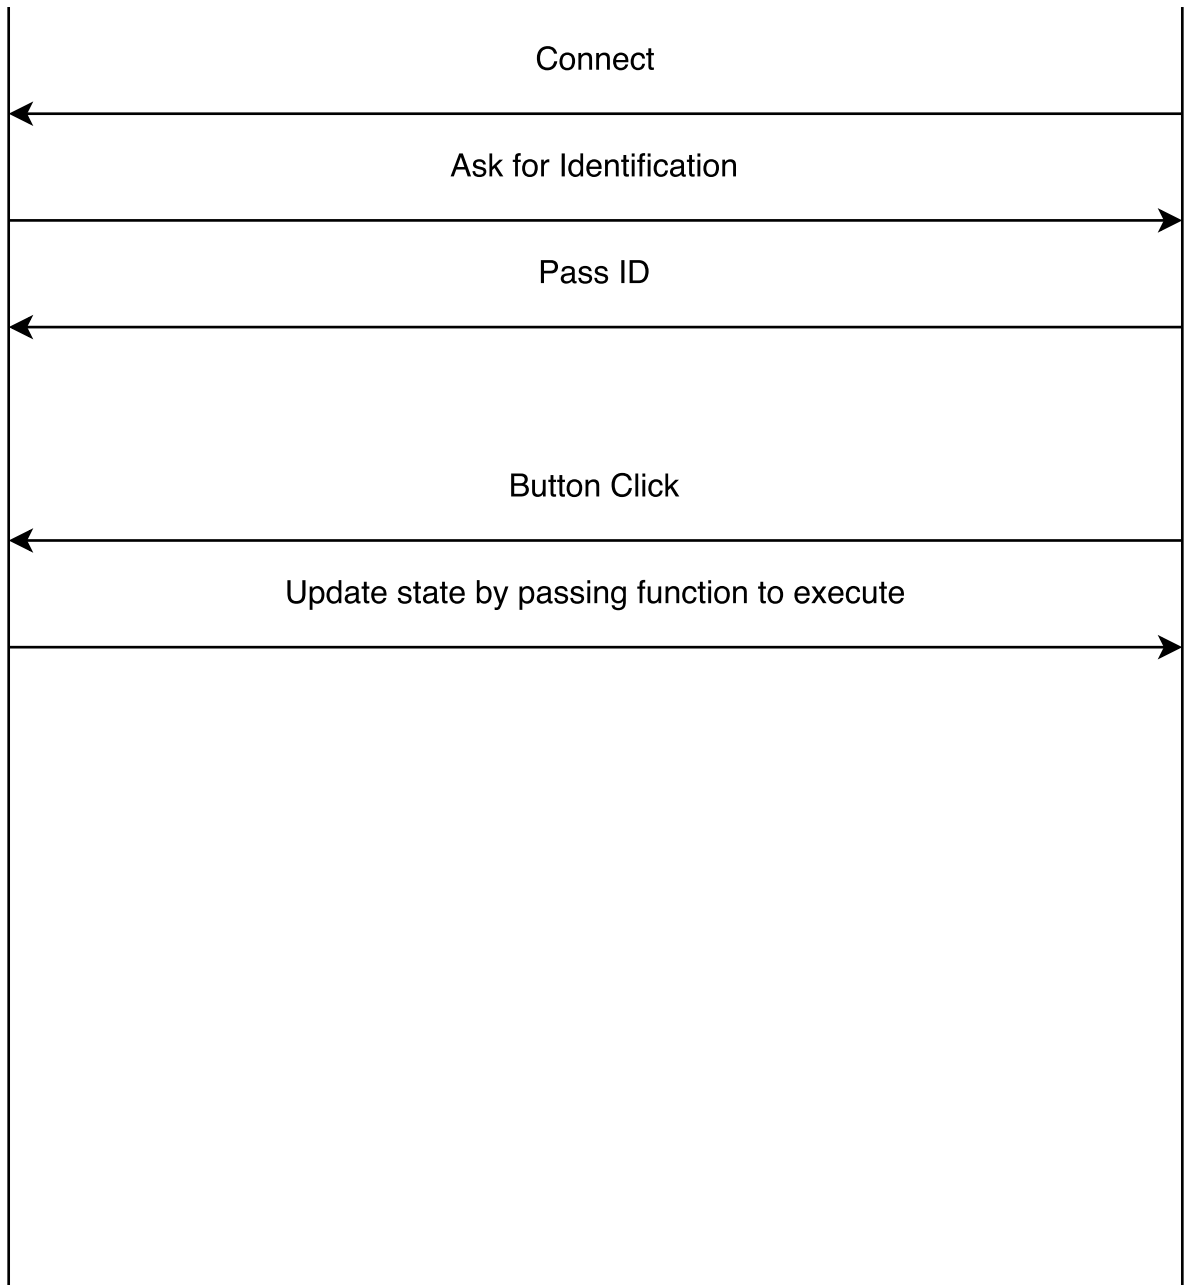 Connect
Ask for Identification
Pass ID
Button Click
Update state by passing function to execute